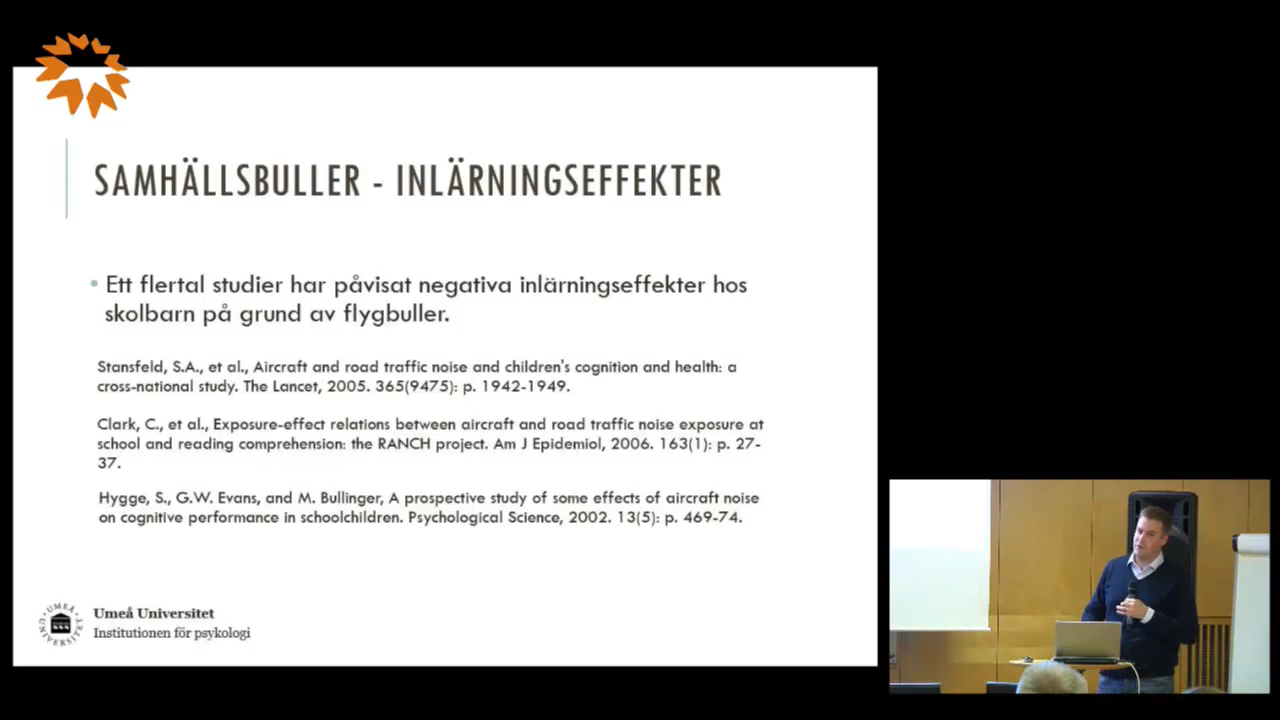 SAMHÄLLSBULLER - INLÄRNINGSEFFEKTER
• Ett flertal studier har påvisat negativa inlärningseffekter hos
skolbarn på grund av flygbuller.
Stansfeld, S.A., et al., Aircraft and road traffic noise and children's cognition and health: a
cross-national study. The Lancet, 2005. 365(9475): p. 1942-1949.
Clark, C., et al., Exposure-effect relations between aircraft and road traffic noise exposure at
school and reading comprehension: the RANCH project. Am J Epidemiol, 2006. 163(1): p. 27-
37.
Hygge, S., G.W. Evans, and M. Bullinger, A prospective study of some effects of aircraft noise
on cognitive performance in schoolchildren. Psychological Science, 2002. 13(5): p. 469-74.
UMEÅ UNIVERSITET
Umeå Universitet
Institutionen för psykologi